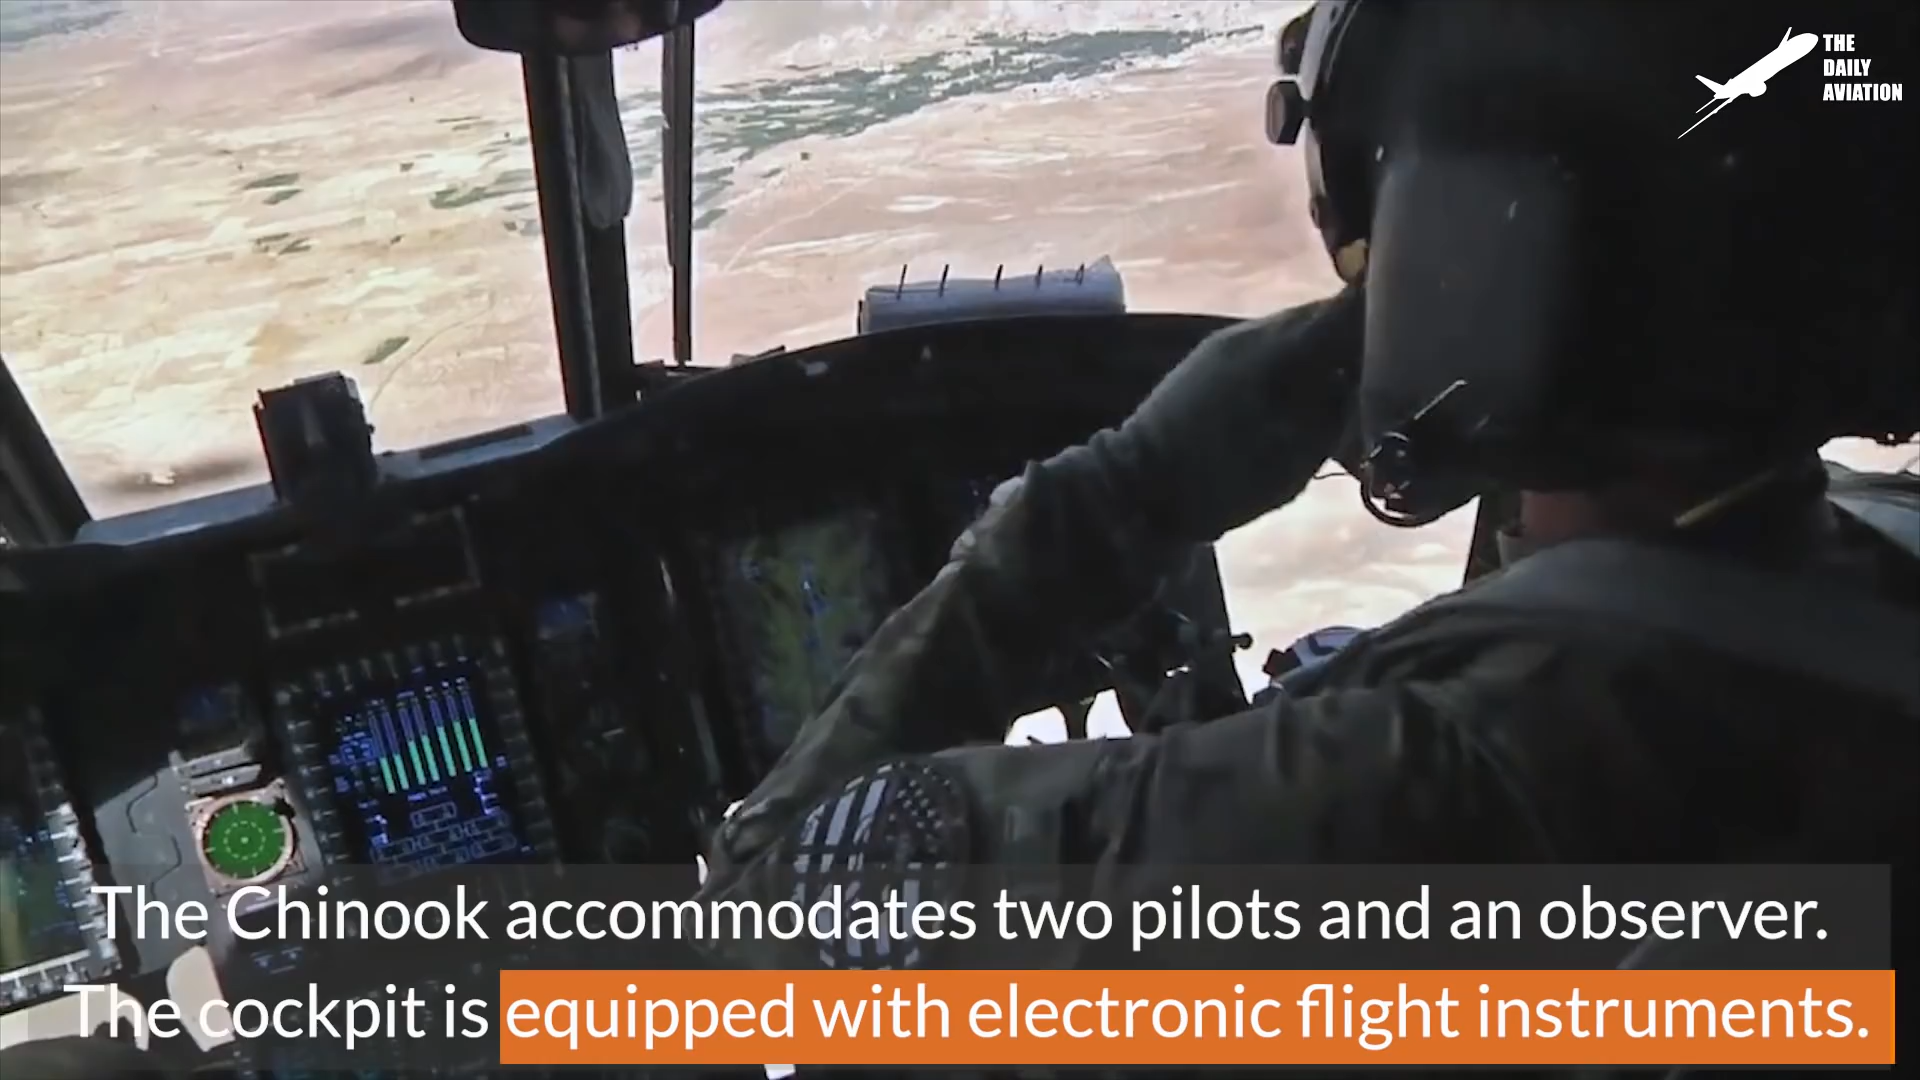 THE
DAILY
AVIATION
The Chinook accommodates two pilots and an observer.
The cockpit is equipped with electronic flight instruments.